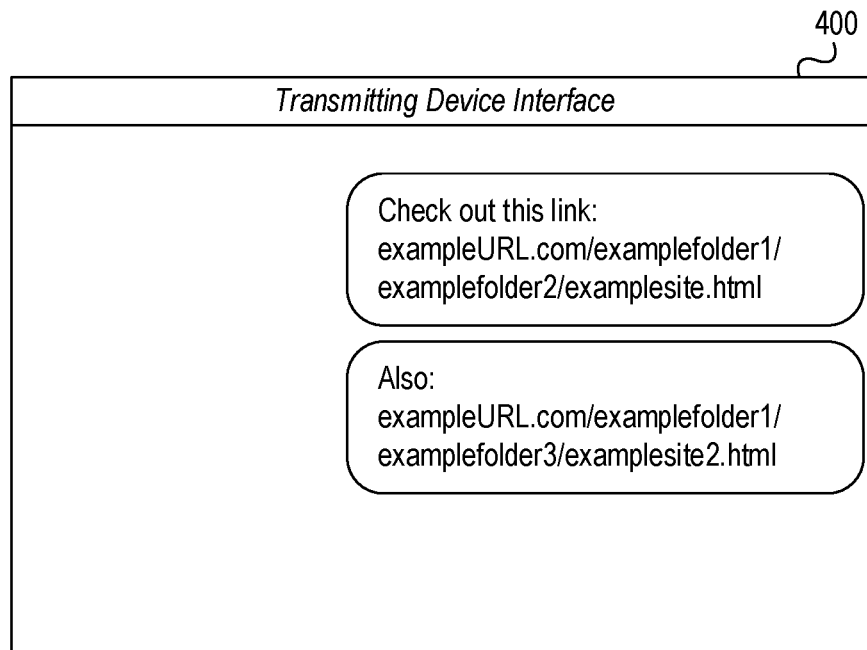 400
Transmitting Device Interface
Check out this link:
exampleURL.com/examplefolder1/
examplefolder2/examplesite.html
Also:
exampleURL.com/examplefolder1/
examplefolder3/examplesite2.html